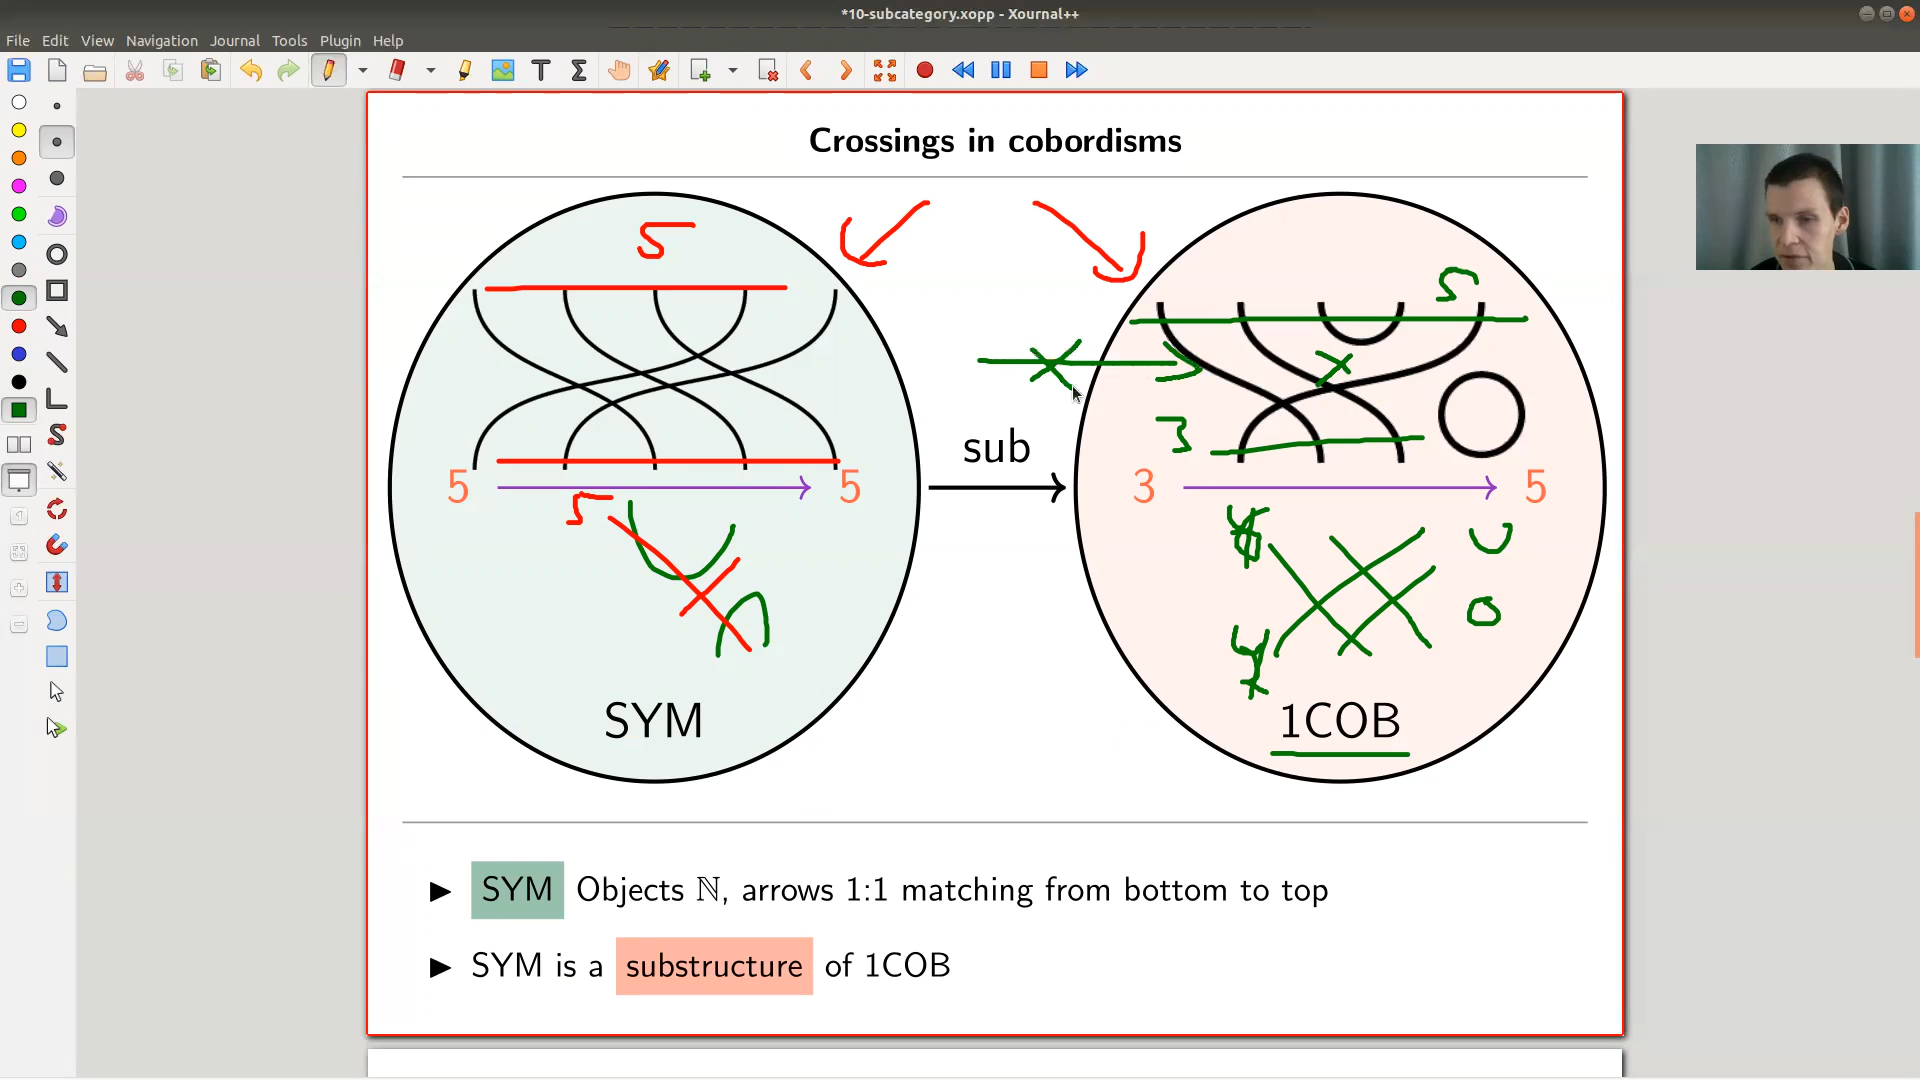 *10-subcategory.xopp - Xournal++
File Edit View Navigation Journal Tools Plugin Help
Crossings in cobordisms
5
5
sub
3
5 5
3 5
5
4
4
SYM
1COB
SYM Objects ℕ, arrows 1:1 matching from bottom to top
SYM is a substructure of 1COB